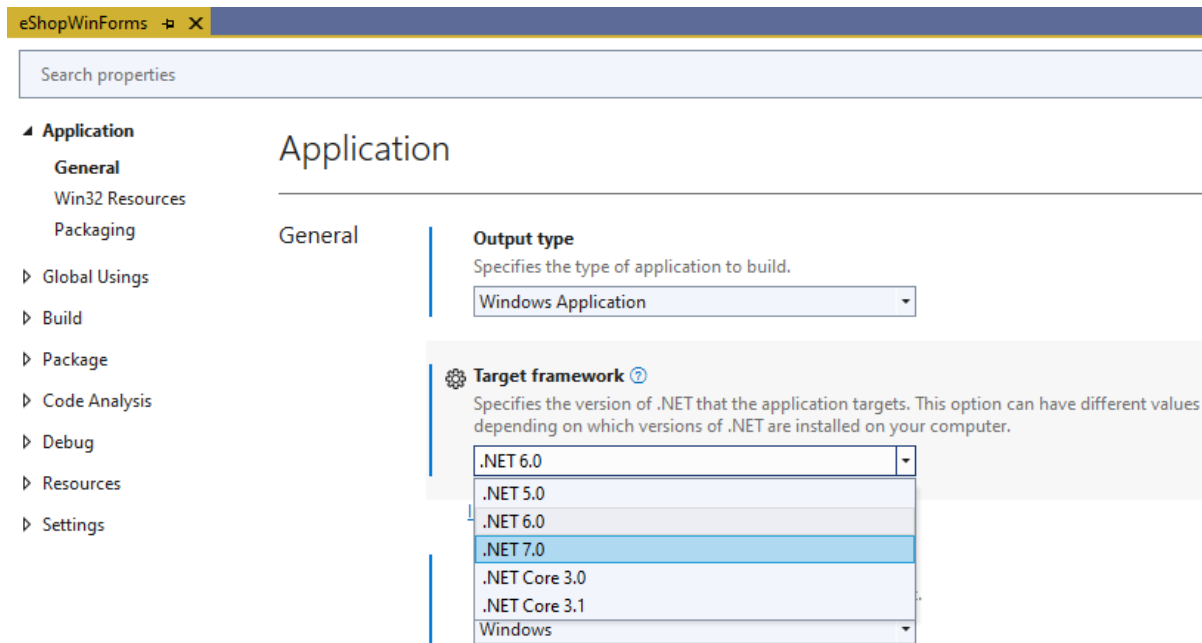 eShopWinForms
Search properties
Application
General
Win32 Resources
Packaging
Global Usings
Build
Package
Code Analysis
Debug
Resources
Settings
Application
General
Output type
Specifies the type of application to build.
Windows Application
Target framework
Specifies the version of .NET that the application targets. This option can have different values
depending on which versions of .NET are installed on your computer.
.NET 6.0
.NET 5.0
.NET 6.0
.NET 7.0
.NET Core 3.0
.NET Core 3.1
Windows